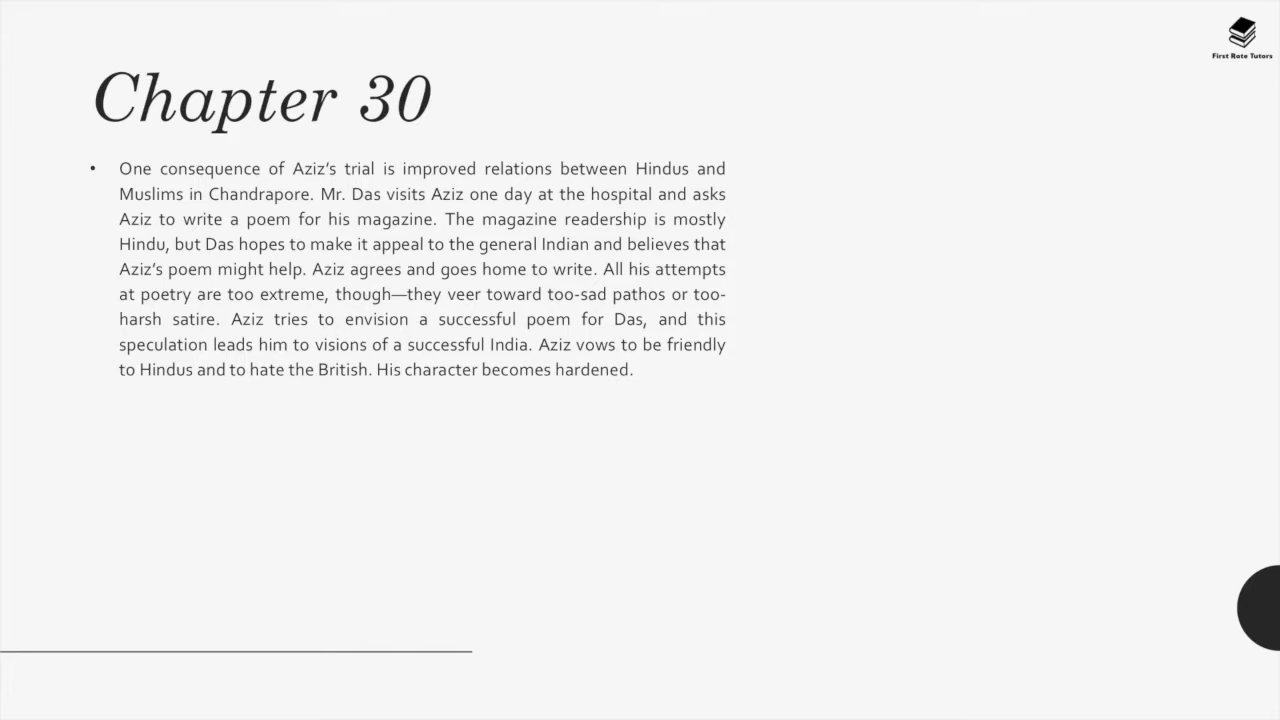 First Rate Tutors
Chapter 30
• One consequence of Aziz’s trial is improved relations between Hindus and
Muslims in Chandrapore. Mr. Das visits Aziz one day at the hospital and asks
Aziz to write a poem for his magazine. The magazine readership is mostly
Hindu, but Das hopes to make it appeal to the general Indian and believes that
Aziz’s poem might help. Aziz agrees and goes home to write. All his attempts
at poetry are too extreme, though—they veer toward too-sad pathos or too-
harsh satire. Aziz tries to envision a successful poem for Das, and this
speculation leads him to visions of a successful India. Aziz vows to be friendly
to Hindus and to hate the British. His character becomes hardened.